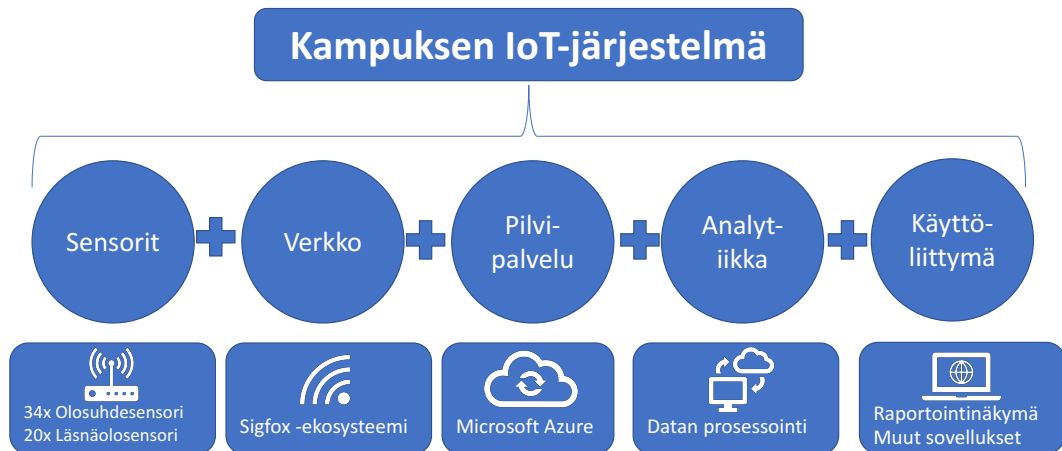 Kampuksen IoT-järjestelmä
Sensorit
Verkko
Pilvi-
palvelu
Analyt-
iikka
Käyttö-
liittymä
34x Olosuhdesensori
20x Läsnäolosensori
Sigfox -ekosysteemi
Microsoft Azure
Datan prosessointi
Raportointinäkymä
Muut sovellukset